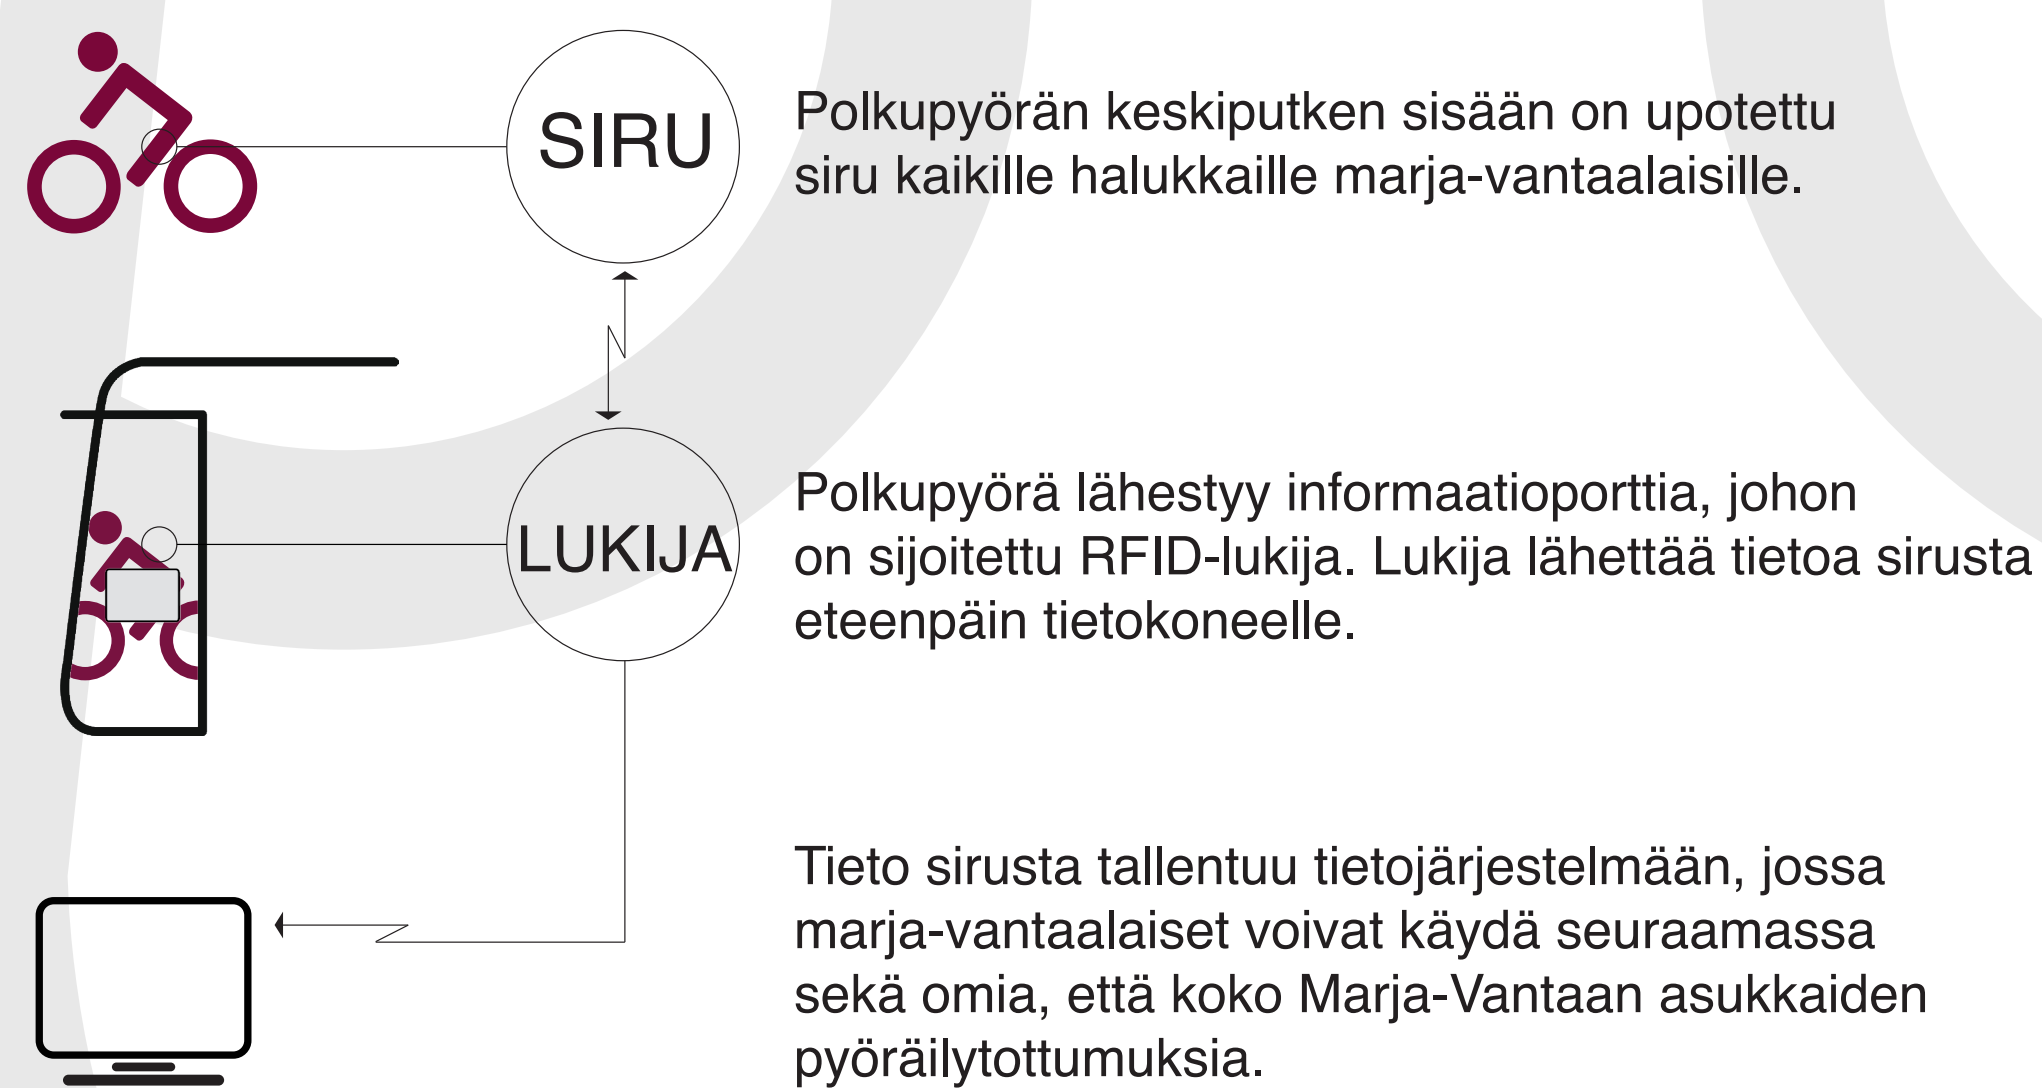 SIRU
Polkupyörän keskiputken sisään on upotettu
siru kaikille halukkaille marja-vantaalaisille.
LUKIJA
Polkupyörä lähestyy informaatioporttia, johon
on sijoitettu RFID-lukija. Lukija lähettää tietoa sirusta
eteenpäin tietokoneelle.
Tieto sirusta tallentuu tietojärjestelmään, jossa
marja-vantaalaiset voivat käydä seuraamassa
sekä omia, että koko Marja-Vantaan asukkaiden
pyöräilytottumuksia.